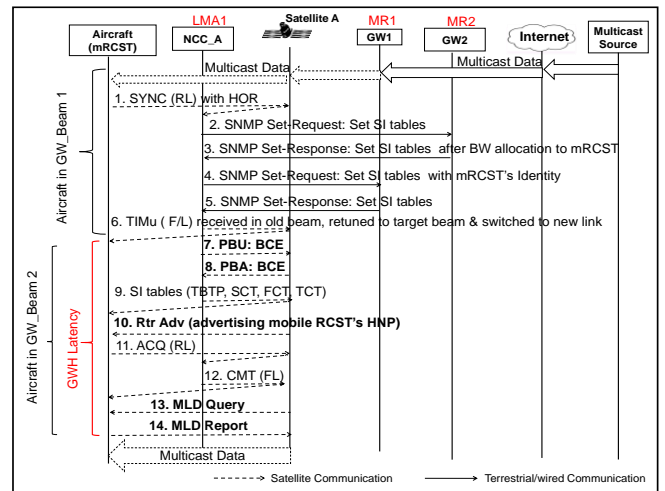 LMA1
Satellite A
MR1
MR2
Aircraft
(mRCST)
NCC_A
GW1
GW2
Internet
Multicast
Source
Multicast Data
Multicast Data
1. SYNC (RL) with HOR
2. SNMP Set-Request: Set SI tables
3. SNMP Set-Response: Set SI tables after BW allocation to mRCST
4. SNMP Set-Request: Set SI tables with mRCST's Identity
5. SNMP Set-Response: Set SI tables
6. TIMu ( F/L) received in old beam, retuned to target beam & switched to new link
7. PBU: BCE
8. PBA: BCE
9. SI tables (TBTP, SCT, FCT, TCT)
10. Rtr Adv (advertising mobile RCST's HNP)
11. ACQ (RL)
12. CMT (FL)
13. MLD Query
14. MLD Report
Multicast Data
Aircraft in GW_Beam 1
Aircraft in GW_Beam 2
GWH Latency
Satellite Communication
Terrestrial/wired Communication